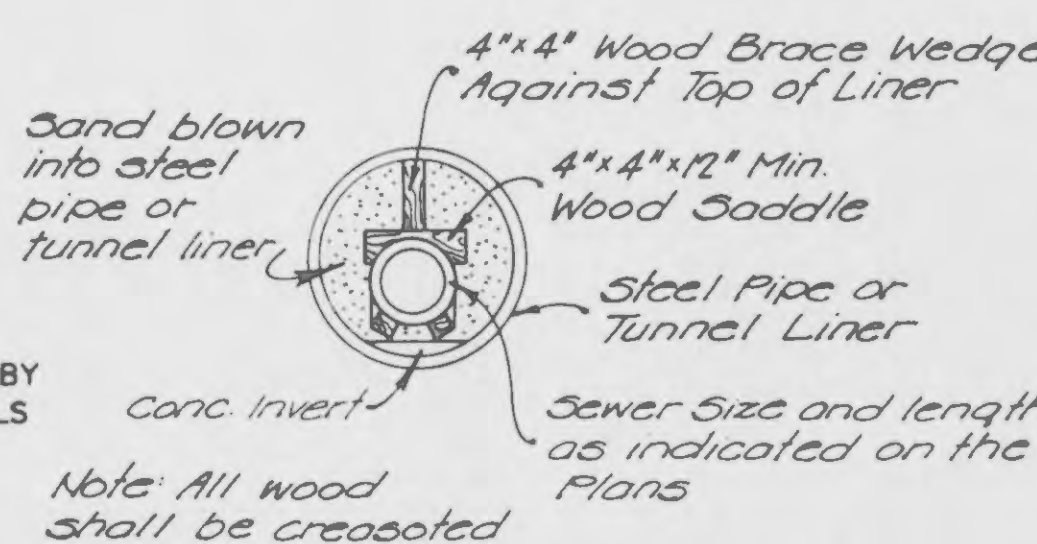 4"x4" Wood Brace Wedge
Against Top of Liner
Sand blown
into steel
pipe or
tunnel liner
4"x4"x12" Min.
Wood Saddle
Steel Pipe or
Tunnel Liner
BY
LS
Conc. Invert
Sewer Size and length
as indicated on the
Plans
Note: All wood
shall be creasoted